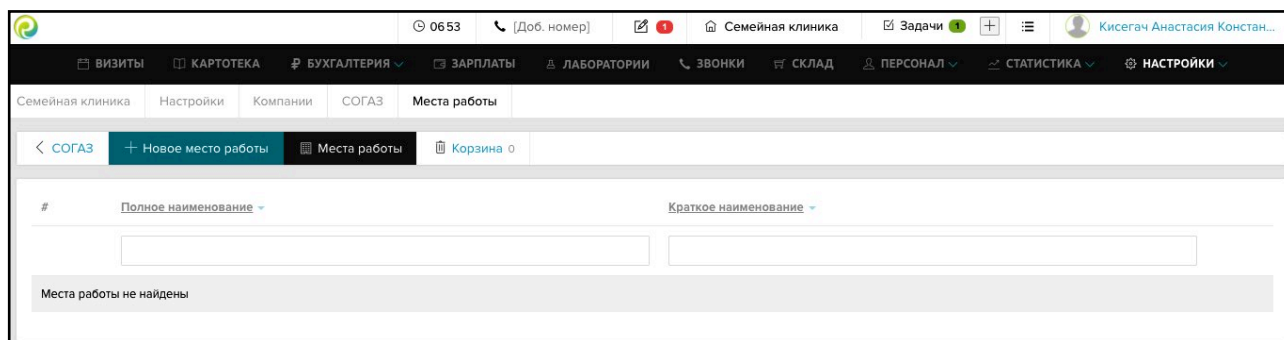 06 53 [Доб. номер] 1 Семейная клиника Задачи 1 Кисегач Анастасия Констан...
ВИЗИТЫ КАРТОТЕКА БУХГАЛТЕРИЯ ЗАРПЛАТЫ ЛАБОРАТОРИИ ЗВОНКИ СКЛАД ПЕРСОНАЛ СТАТИСТИКА НАСТРОЙКИ
Семейная клиника Настройки Компании СОГАЗ Места работы
СОГАЗ + Новое место работы Места работы Корзина 0
# Полное наименование Краткое наименование
Места работы не найдены